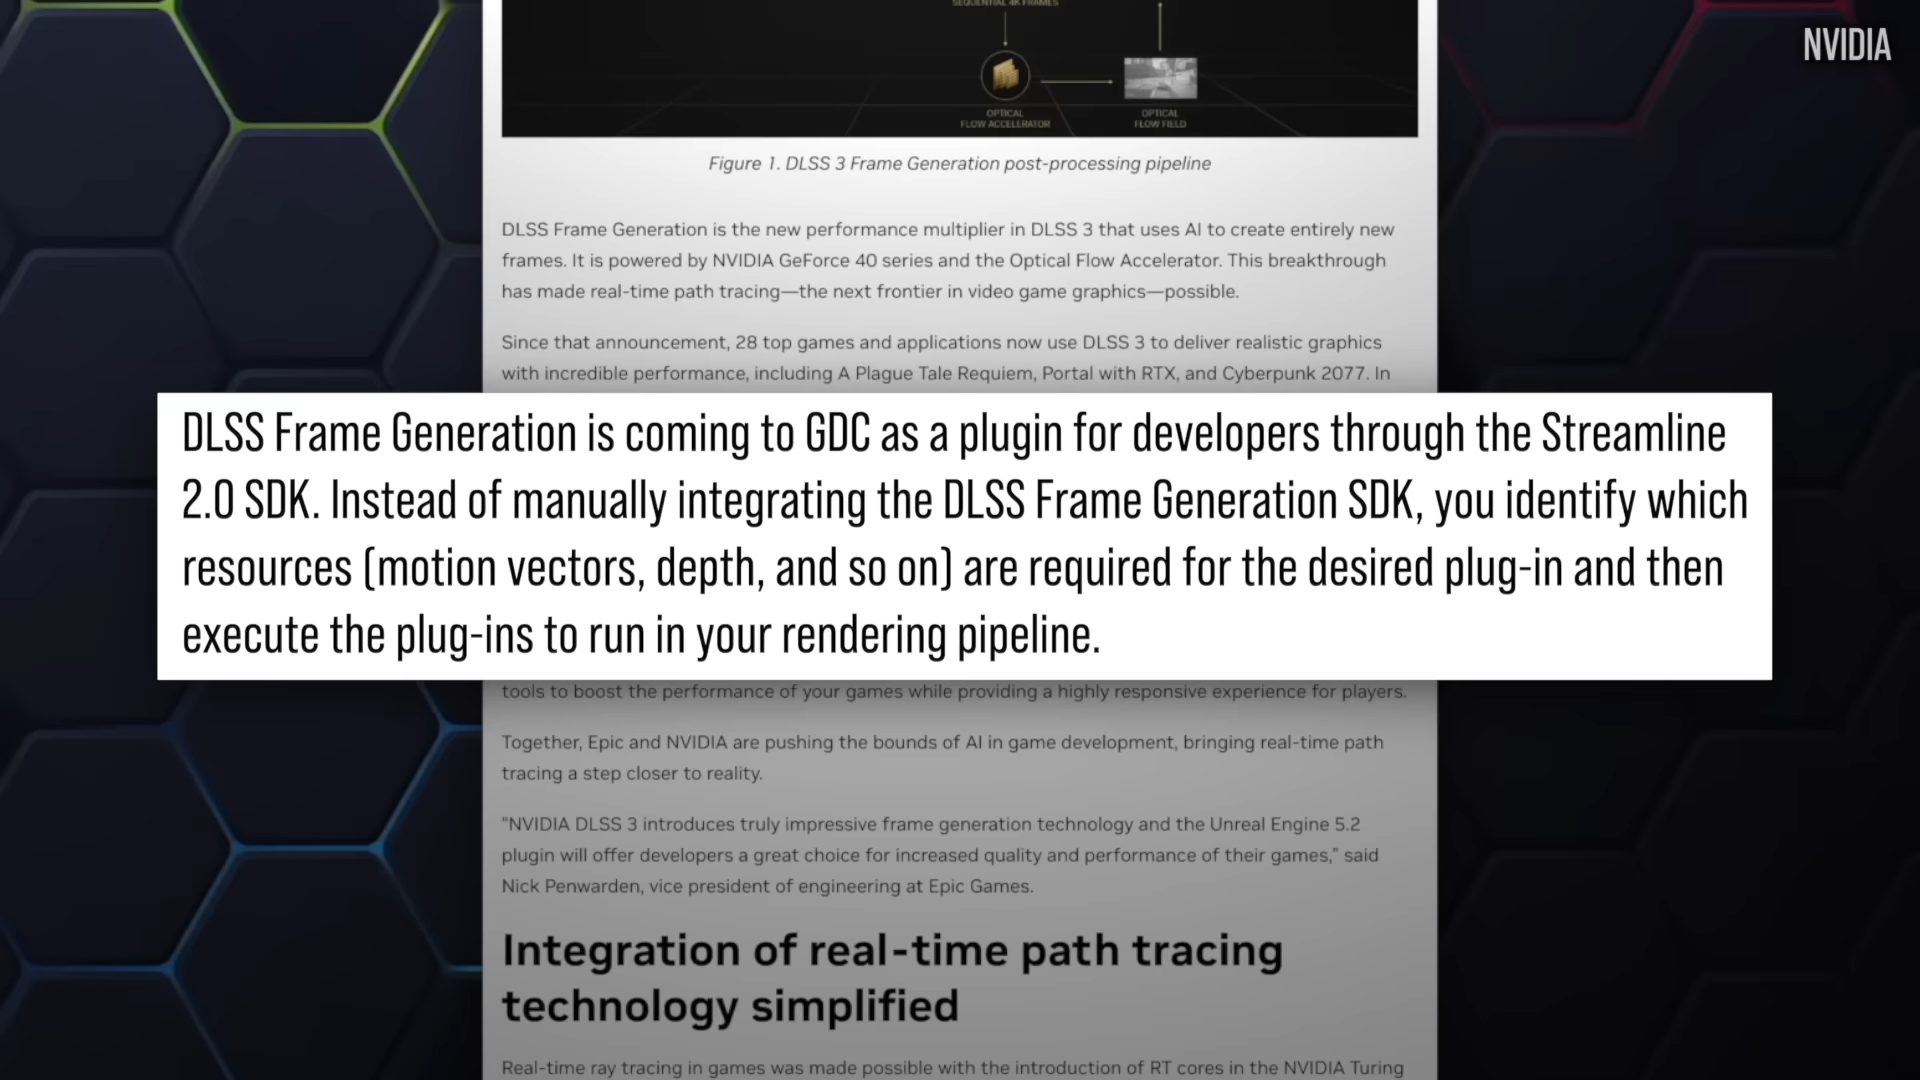 NVIDIA
SEQUENTIAL 4K FRAMES
OPTICAL
FLOW ACCELERATOR
OPTICAL
FLOW FIELD
Figure 1. DLSS 3 Frame Generation post-processing pipeline
DLSS Frame Generation is the new performance multiplier in DLSS 3 that uses AI to create entirely new
frames. It is powered by NVIDIA GeForce 40 series and the Optical Flow Accelerator. This breakthrough
has made real-time path tracing—the next frontier in video game graphics—possible.
Since that announcement, 28 top games and applications now use DLSS 3 to deliver realistic graphics
with incredible performance, including A Plague Tale Requiem, Portal with RTX, and Cyberpunk 2077. In
DLSS Frame Generation is coming to GDC as a plugin for developers through the Streamline
2.0 SDK. Instead of manually integrating the DLSS Frame Generation SDK, you identify which
resources (motion vectors, depth, and so on) are required for the desired plug-in and then
execute the plug-ins to run in your rendering pipeline.
tools to boost the performance of your games while providing a highly responsive experience for players.
Together, Epic and NVIDIA are pushing the bounds of AI in game development, bringing real-time path
tracing a step closer to reality.
"NVIDIA DLSS 3 introduces truly impressive frame generation technology and the Unreal Engine 5.2
plugin will offer developers a great choice for increased quality and performance of their games," said
Nick Penwarden, vice president of engineering at Epic Games.
Integration of real-time path tracing
technology simplified
Real-time ray tracing in games was made possible with the introduction of RT cores in the NVIDIA Turing